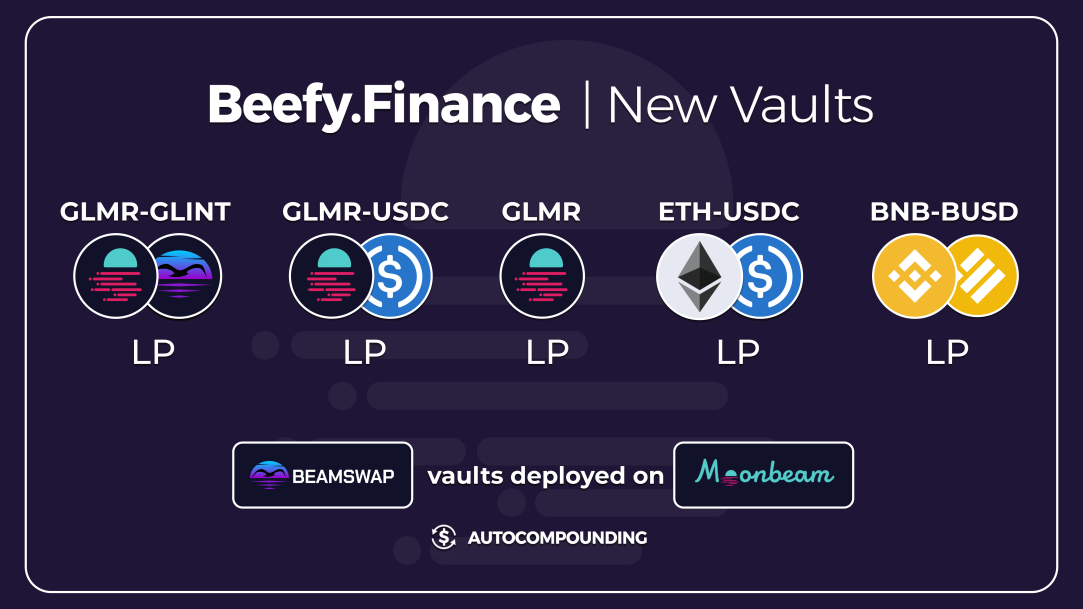 Beefy.Finance | New Vaults
GLMR-GLINT GLMR-USDC GLMR ETH-USDC BNB-BUSD
LP LP LP LP LP
BEAMSWAP vaults deployed on Moonbeam
AUTOCOMPOUNDING